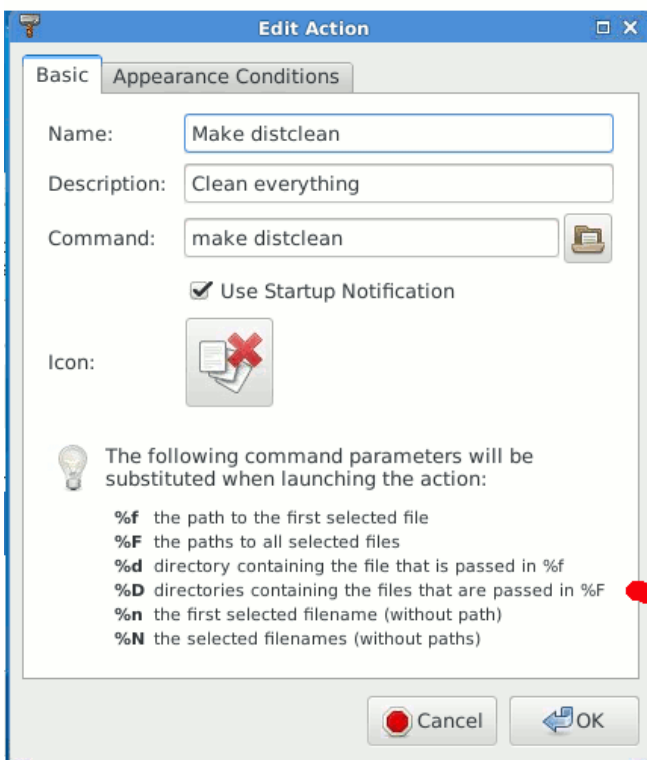 Edit Action
Basic
Appearance Conditions
Name:
Make distclean
Description:
Clean everything
Command:
make distclean
Use Startup Notification
Icon:
The following command parameters will be
substituted when launching the action:
%f the path to the first selected file
%F the paths to all selected files
%d directory containing the file that is passed in %f
%D directories containing the files that are passed in %F
%n the first selected filename (without path)
%N the selected filenames (without paths)
Cancel
OK